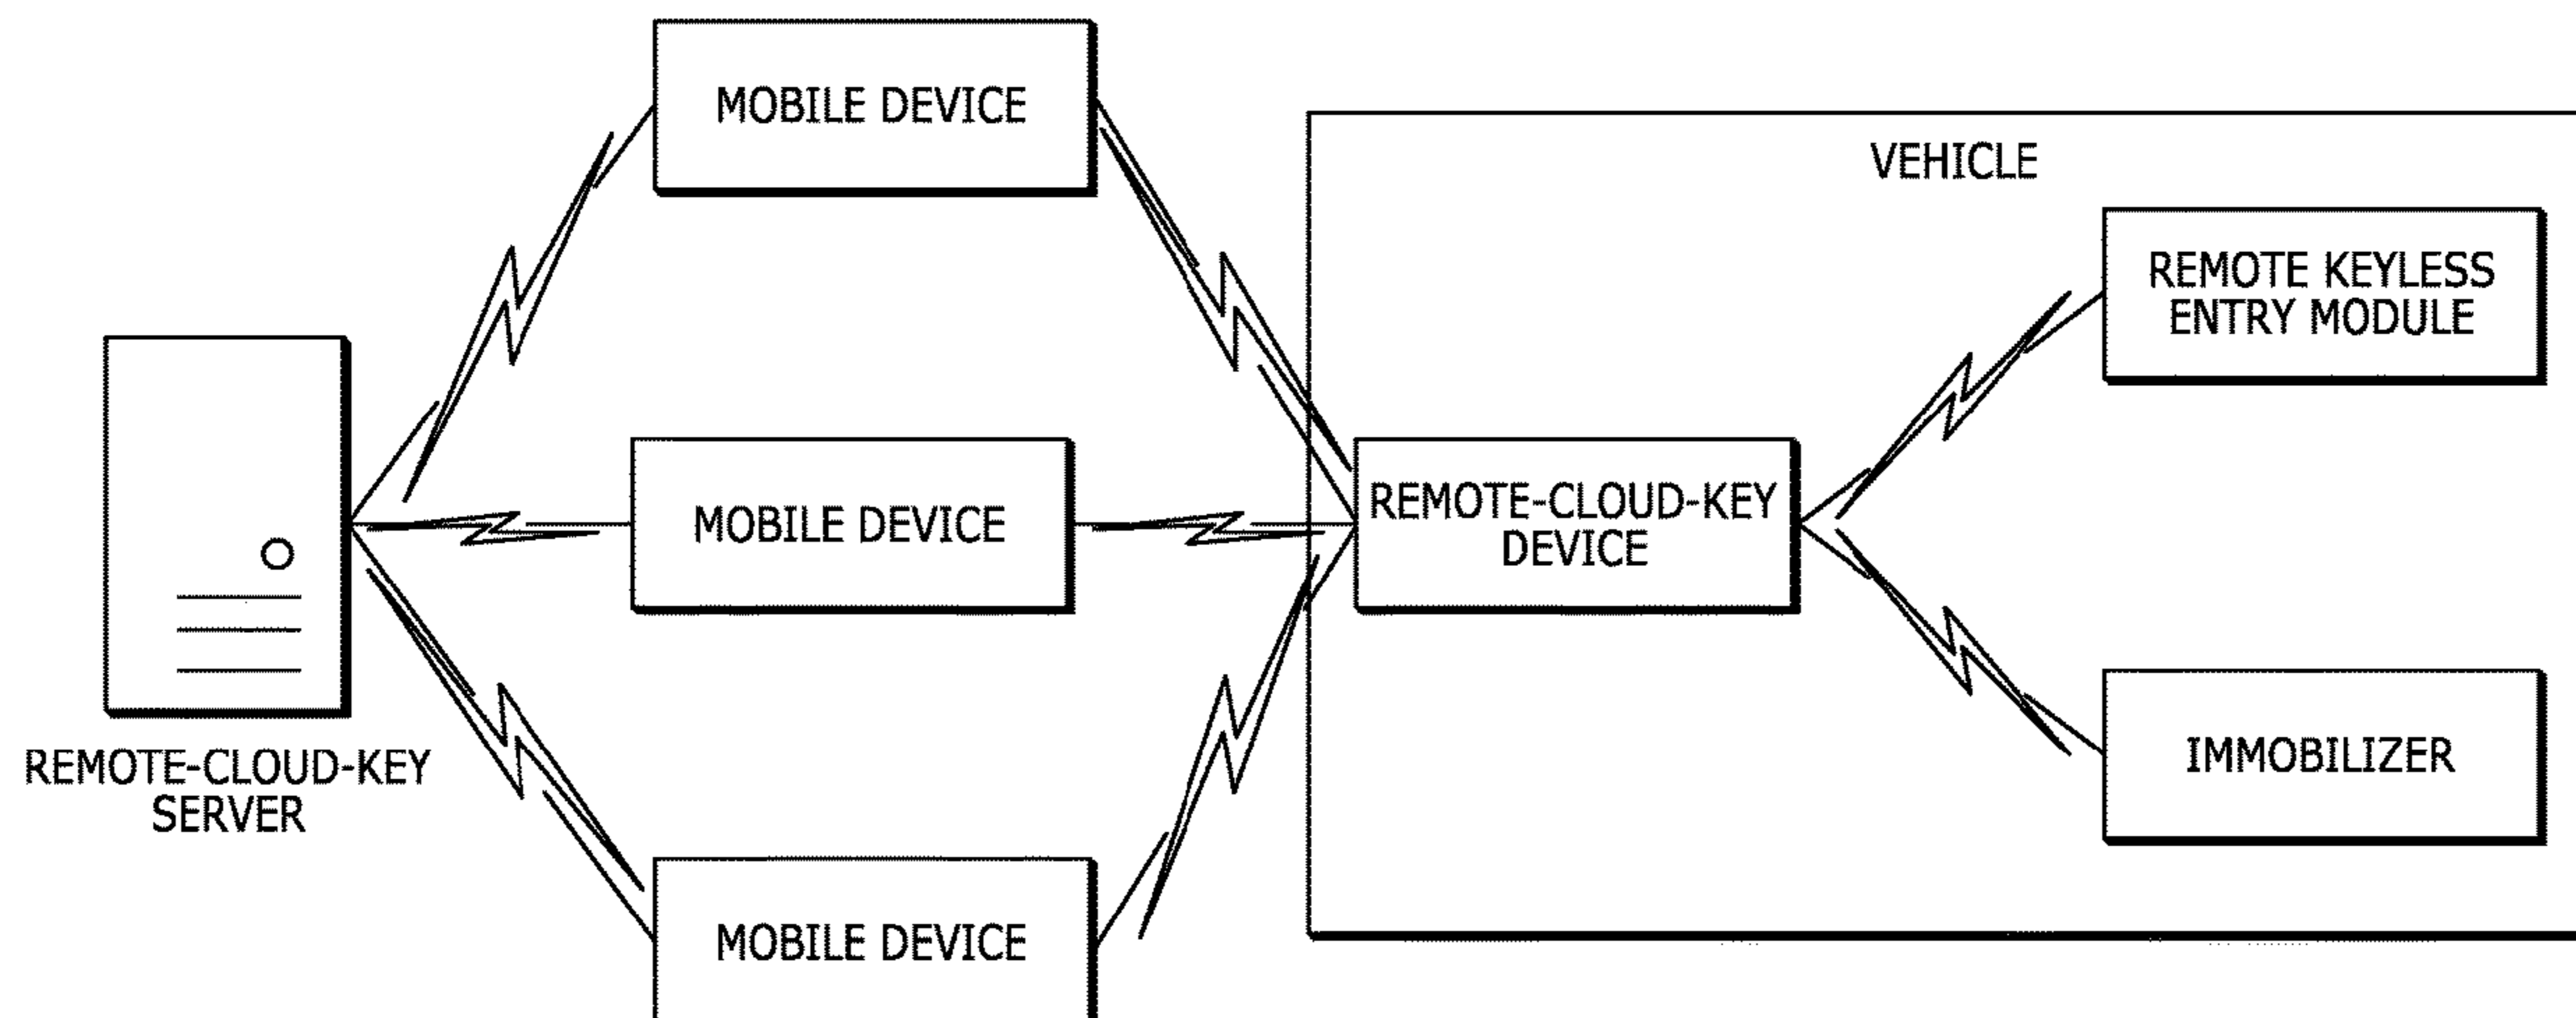 MOBILE DEVICE
VEHICLE
REMOTE KEYLESS
ENTRY MODULE
MOBILE DEVICE
REMOTE-CLOUD-KEY
DEVICE
REMOTE-CLOUD-KEY
SERVER
IMMOBILIZER
MOBILE DEVICE